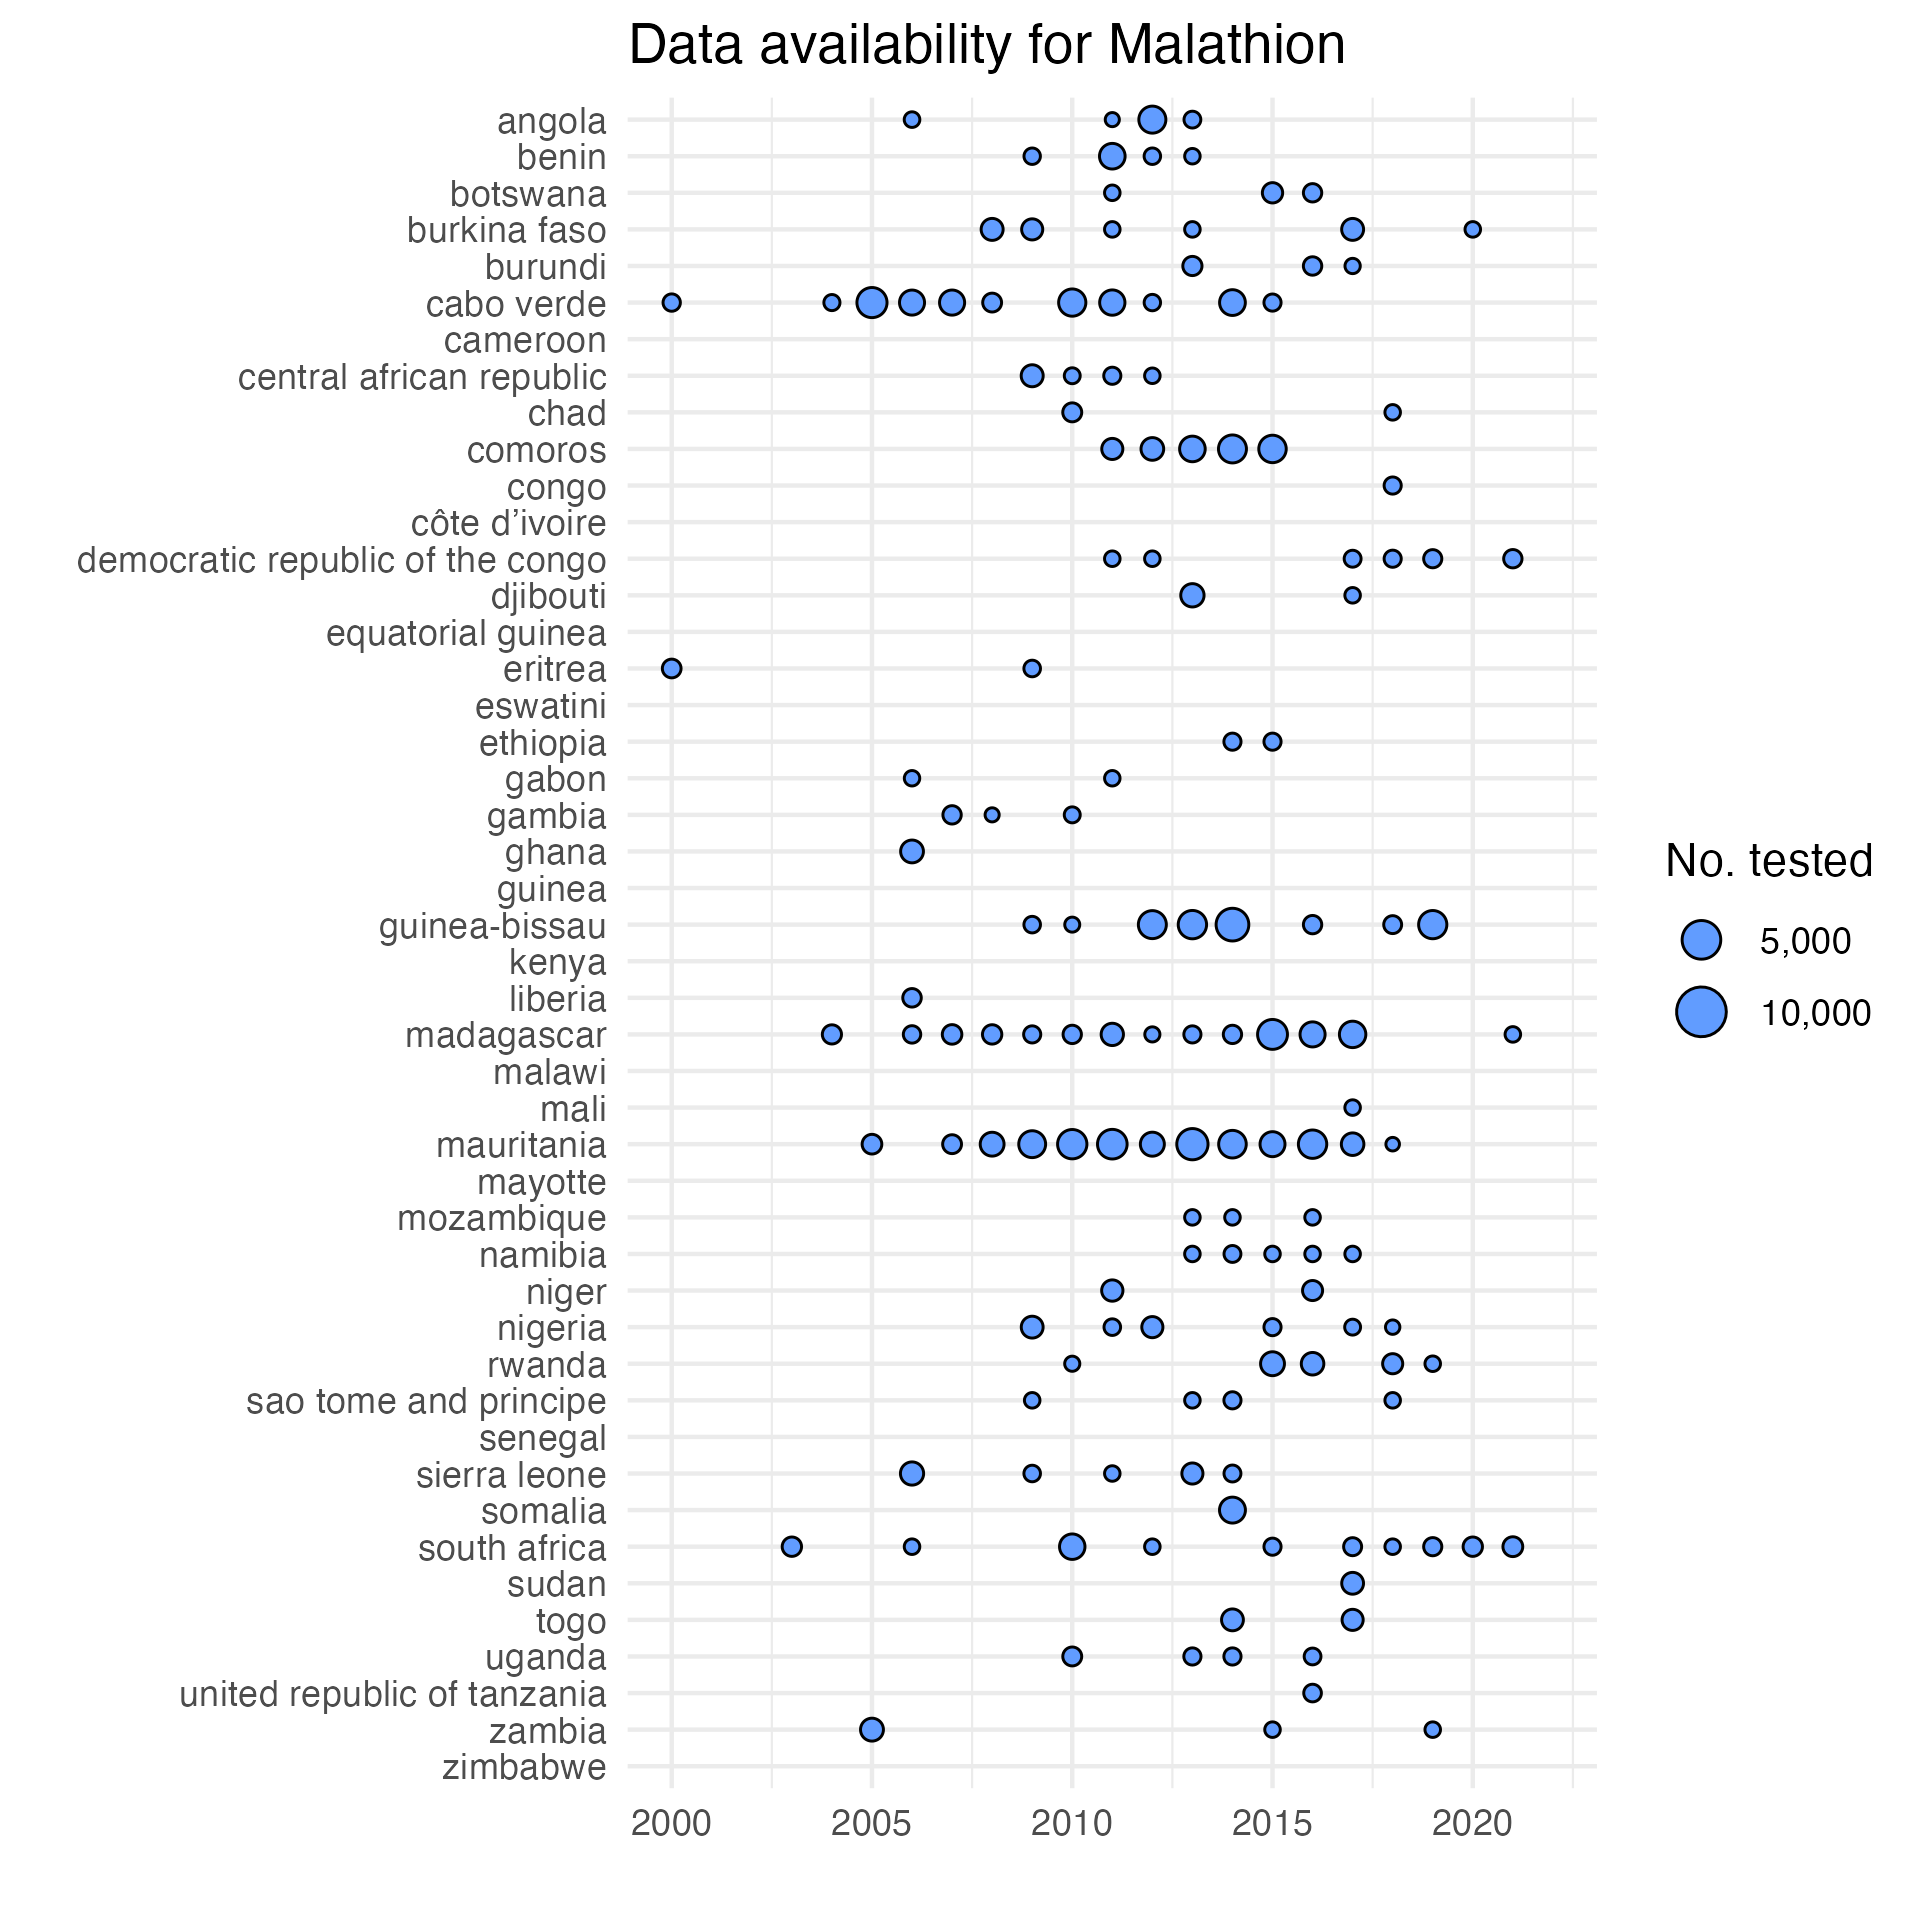 Data availability for Malathion
angola
benin
botswana
burkina faso
burundi
cabo verde
cameroon
central african republic
chad
comoros
congo
côte d’ivoire
democratic republic of the congo
djibouti
equatorial guinea
eritrea
eswatini
ethiopia
gabon
gambia
ghana
guinea
guinea-bissau
kenya
liberia
madagascar
malawi
mali
mauritania
mayotte
mozambique
namibia
niger
nigeria
rwanda
sao tome and principe
senegal
sierra leone
somalia
south africa
sudan
togo
uganda
united republic of tanzania
zambia
zimbabwe
2000 2005 2010 2015 2020
No. tested
5,000
10,000